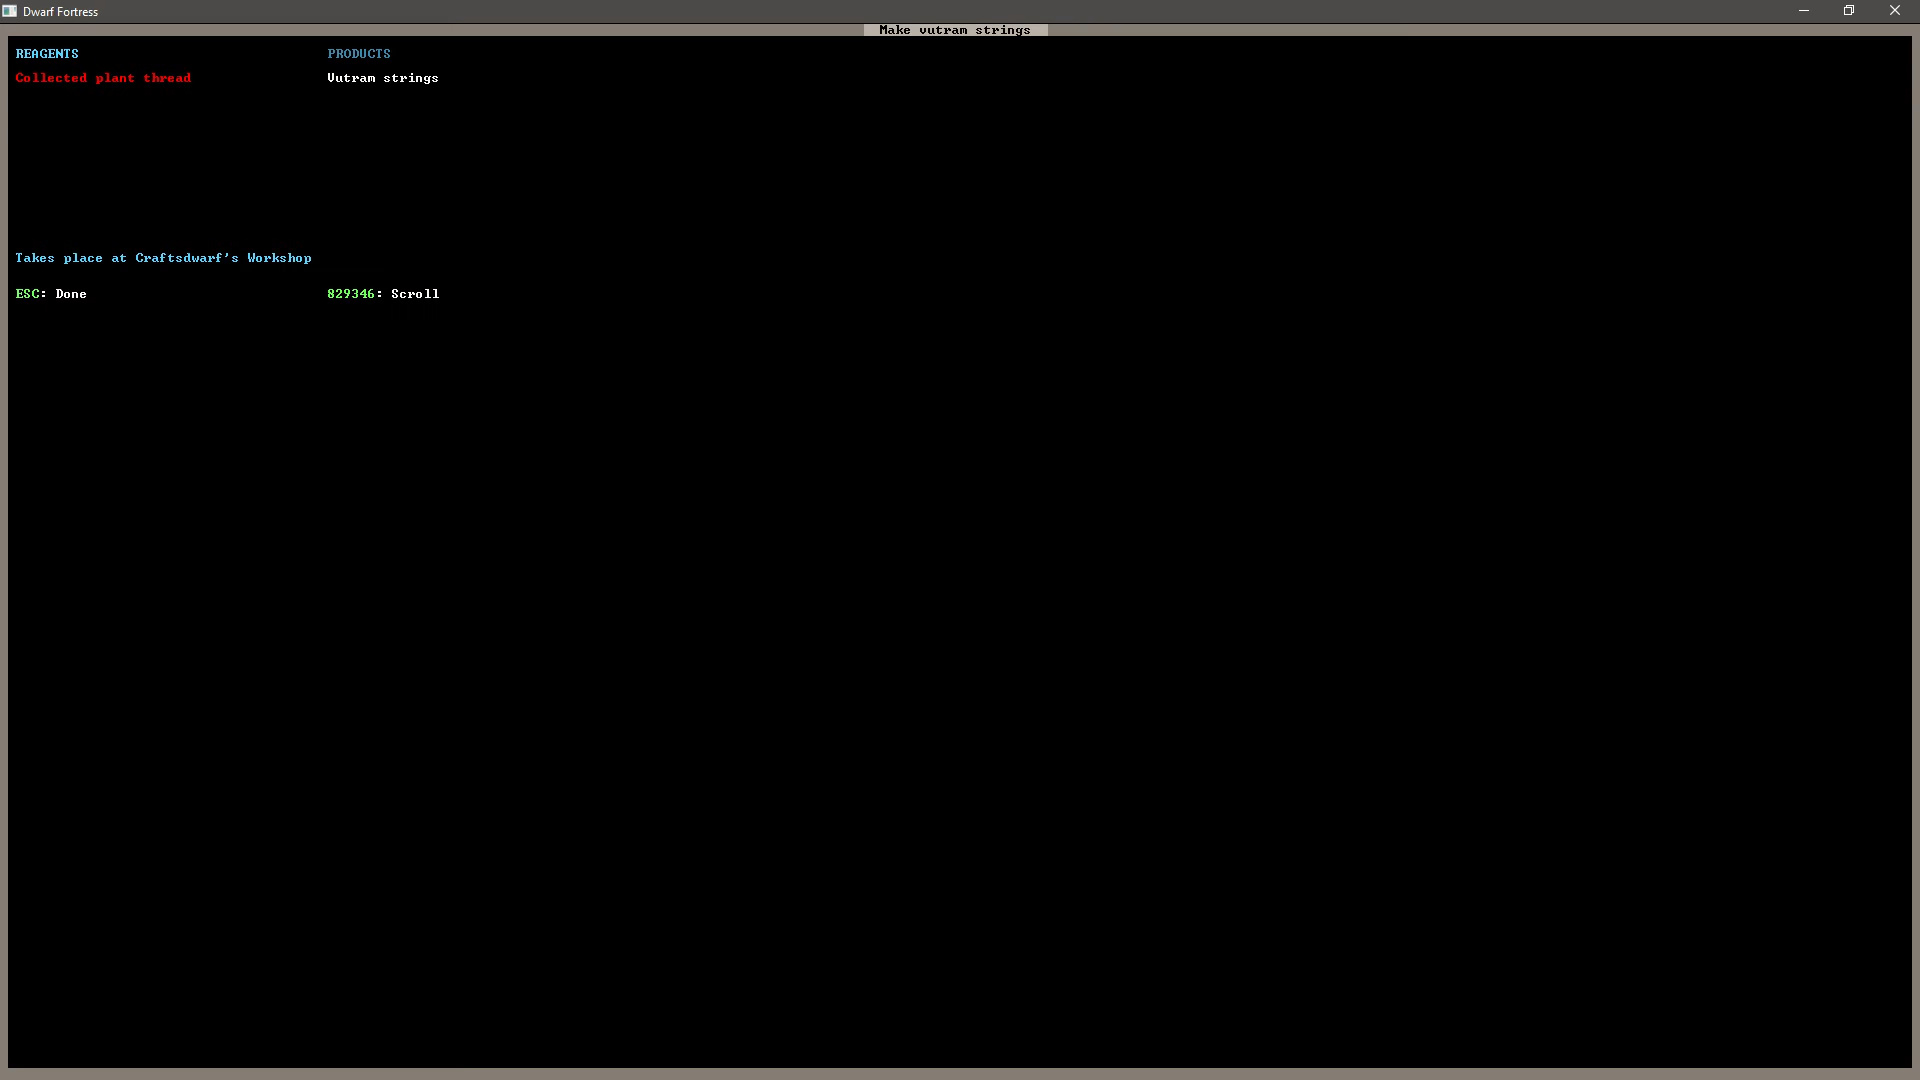 Dwarf Fortress
Make vutram strings
REAGENTS PRODUCTS
Collected plant thread Vutram strings
Takes place at Craftsdwarf's Workshop
ESC: Done 829346: Scroll